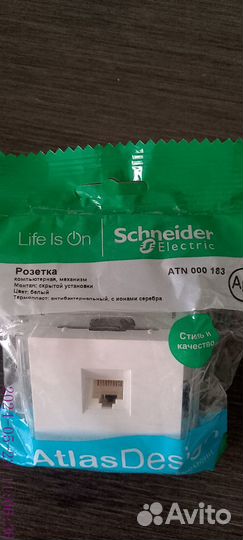 Life Is On
Schneider
Electric
Розетка
компьютерная, механизм
Монтаж: скрытой установки
Цвет: белый
Термопласт: антибактериальный, с ионами серебра
ATN 000 183
Стиль и
качество
AtlasDes
Avito